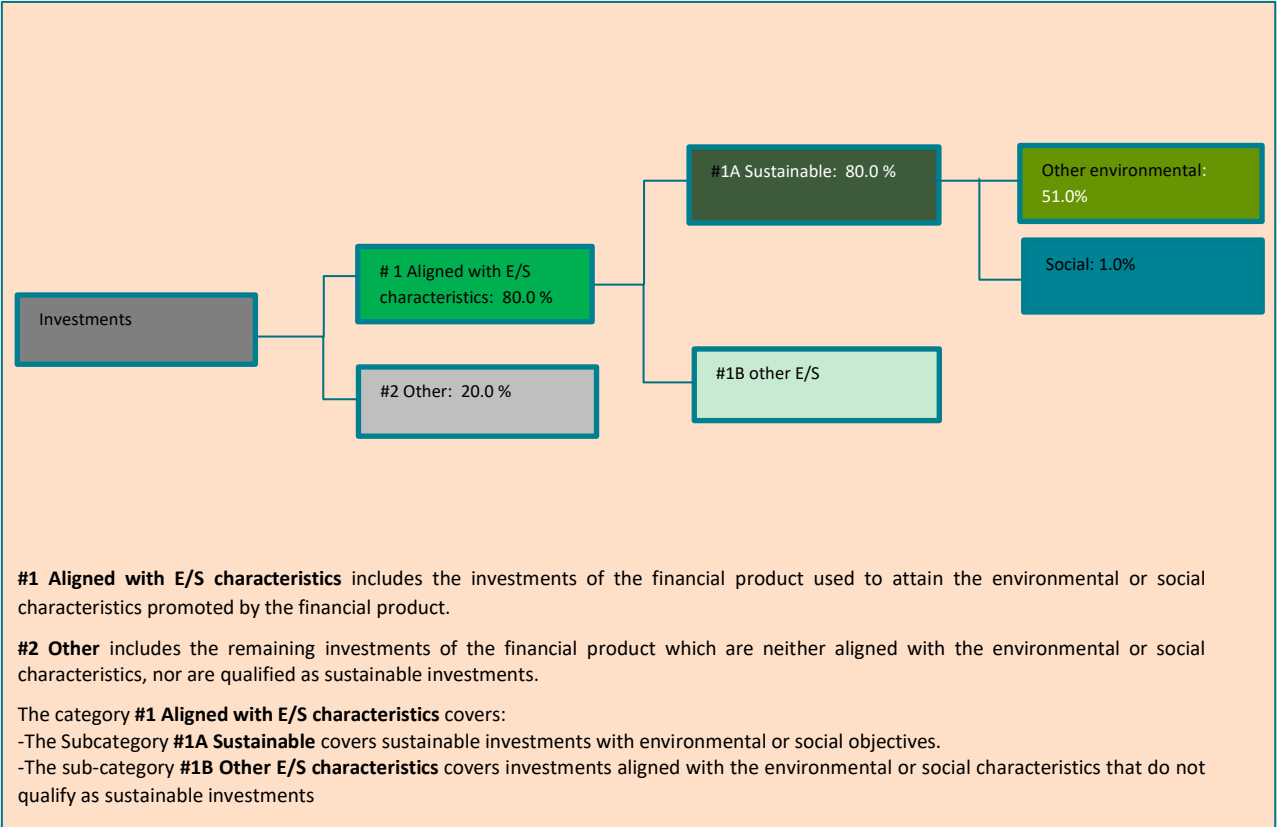 #1A Sustainable: 80.0 %
Other environmental:
51.0%
# 1 Aligned with E/S
characteristics: 80.0 %
Social: 1.0%
Investments
#2 Other: 20.0 %
#1B other E/S
#1 Aligned with E/S characteristics includes the investments of the financial product used to attain the environmental or social
characteristics promoted by the financial product.
#2 Other includes the remaining investments of the financial product which are neither aligned with the environmental or social
characteristics, nor are qualified as sustainable investments.
The category #1 Aligned with E/S characteristics covers:
-The Subcategory #1A Sustainable covers sustainable investments with environmental or social objectives.
-The sub-category #1B Other E/S characteristics covers investments aligned with the environmental or social characteristics that do not
qualify as sustainable investments